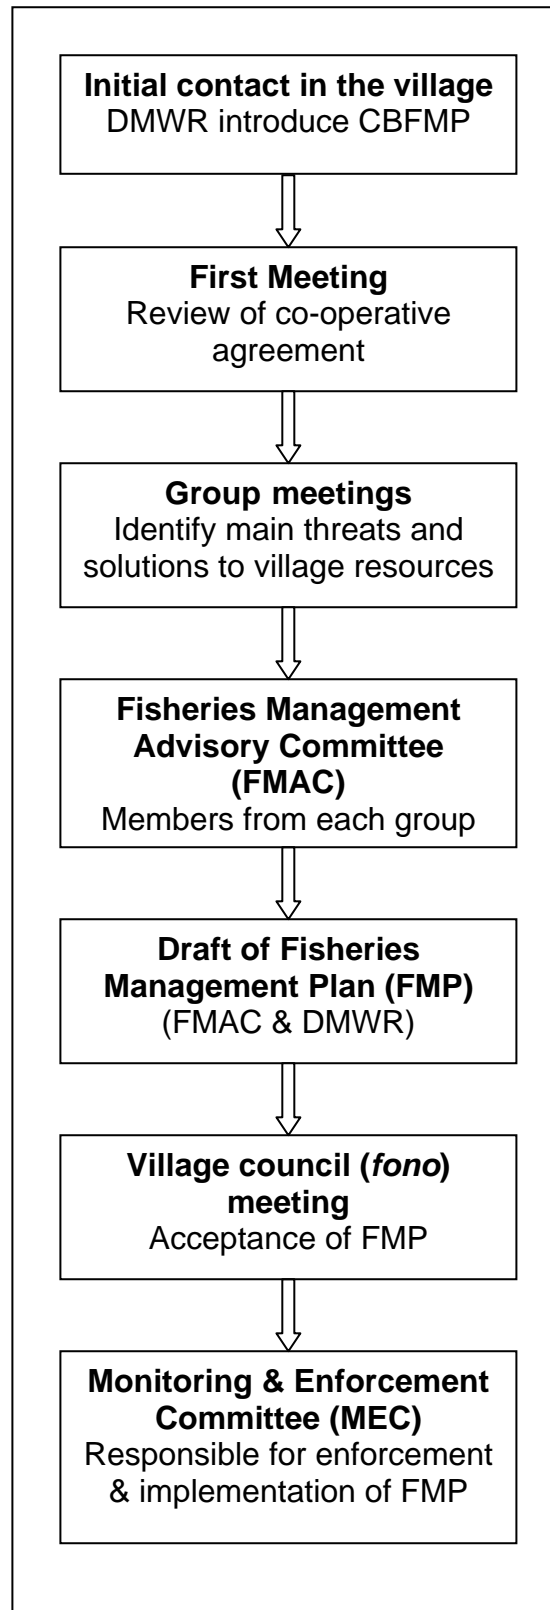 Initial contact in the village
DMWR introduce CBFMP
First Meeting
Review of co-operative
agreement
Group meetings
Identify main threats and
solutions to village resources
Fisheries Management
Advisory Committee
(FMAC)
Members from each group
Draft of Fisheries
Management Plan (FMP)
(FMAC & DMWR)
Village council (fono)
meeting
Acceptance of FMP
Monitoring & Enforcement
Committee (MEC)
Responsible for enforcement
& implementation of FMP